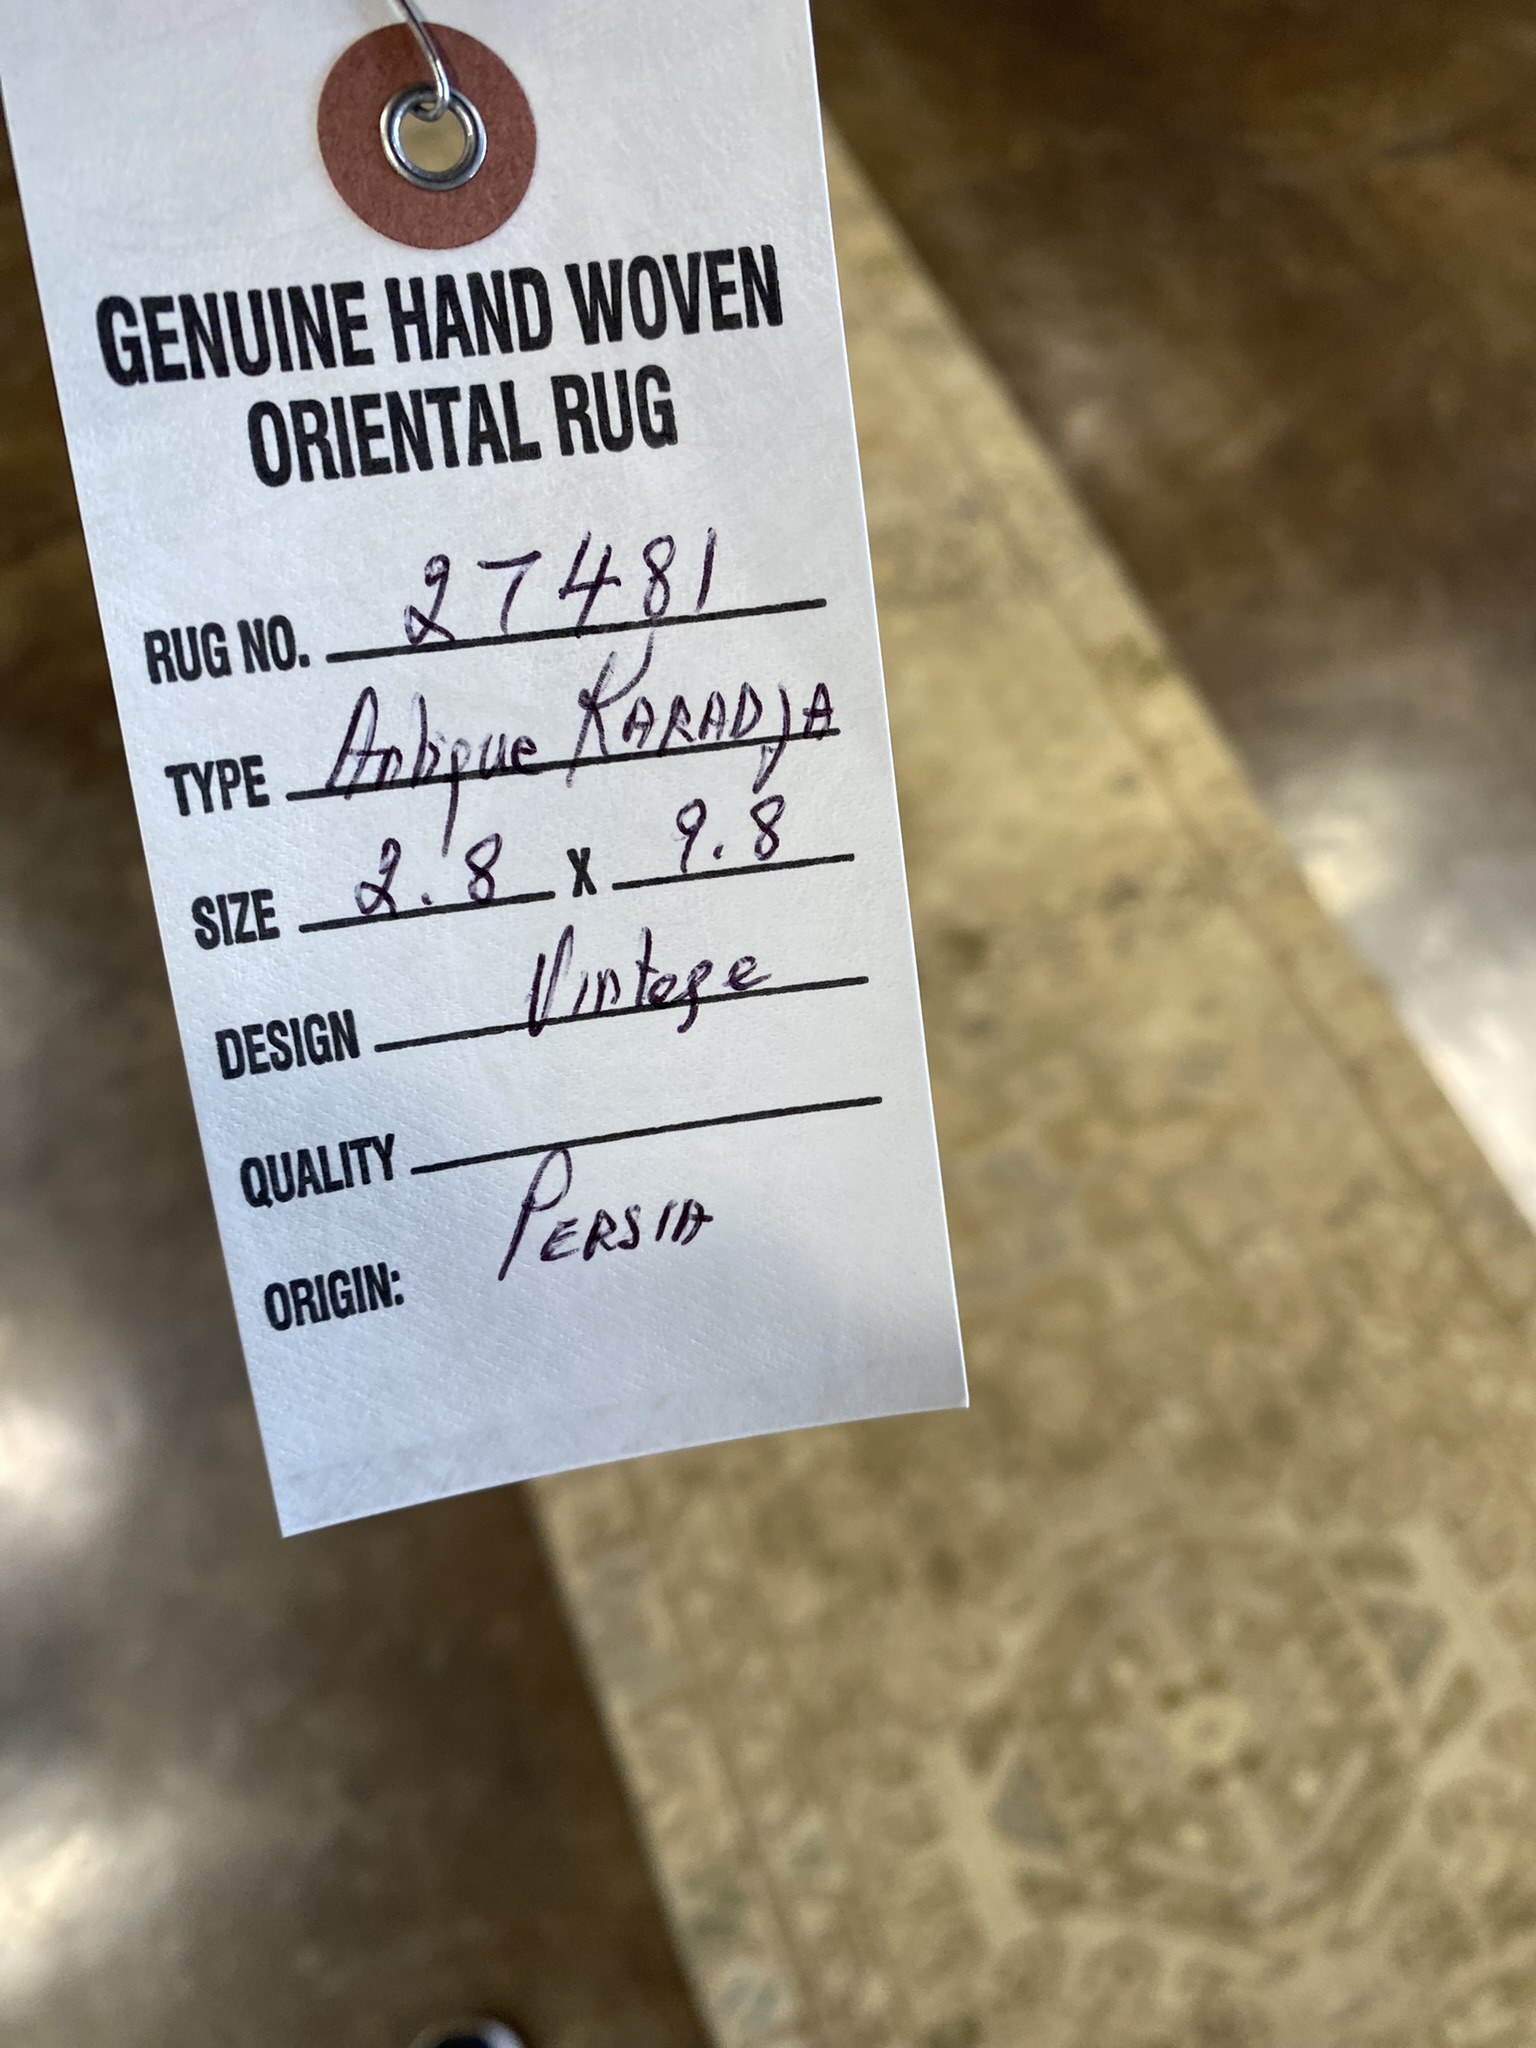 GENUINE HAND WOVEN
ORIENTAL RUG
RUG NO. 27481
TYPE Antique KARADJA
SIZE 2.8 X 9.8
DESIGN Vintage
QUALITY
ORIGIN: PERSIA